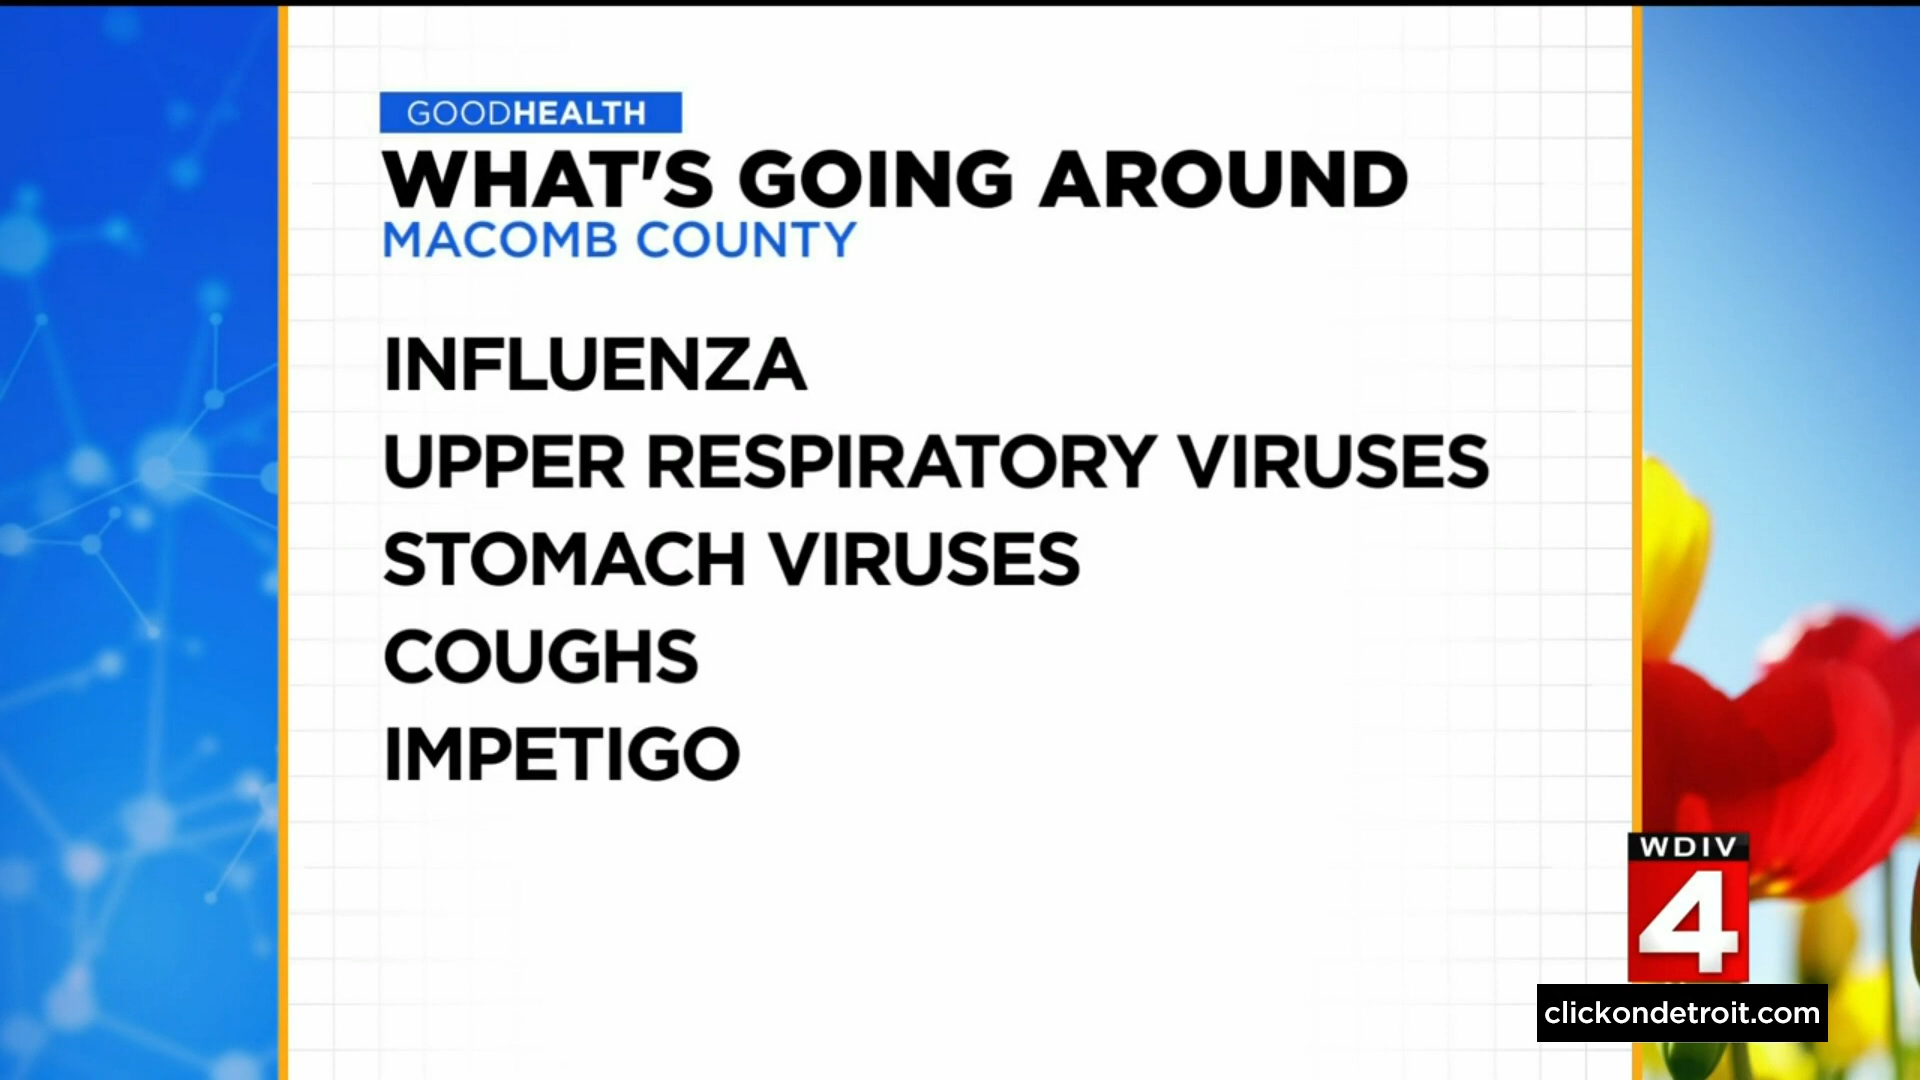 GOODHEALTH
WHAT'S GOING AROUND
MACOMB COUNTY
INFLUENZA
UPPER RESPIRATORY VIRUSES
STOMACH VIRUSES
COUGHS
IMPETIGO
WDIV
4
clickondetroit.com